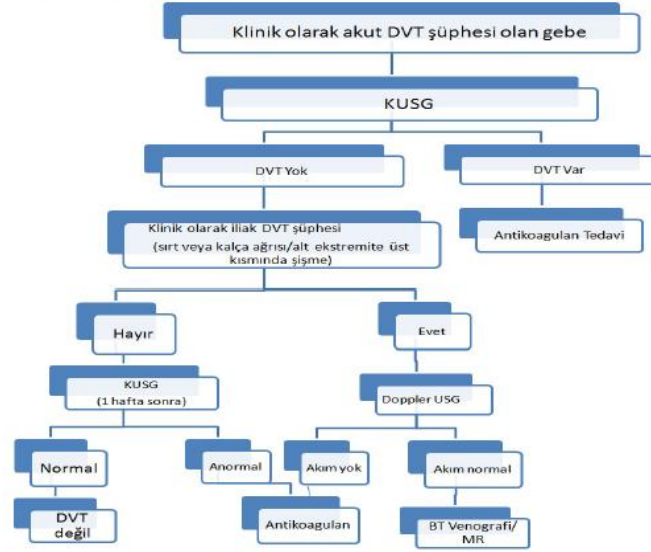 Klinik olarak akut DVT şüphesi olan gebe
KUSG
DVT Yok
DVT Var
Klinik olarak iliak DVT şüphesi
(sırt veya kalça ağrısı/alt ekstremite üst
kısmında şişme)
Antikoagulan Tedavi
Hayır
Evet
KUSG
(1 hafta sonra)
Doppler USG
Normal
Anormal
Akım yok
Akım normal
DVT
değil
Antikoagulan
BT Venografi/
MR